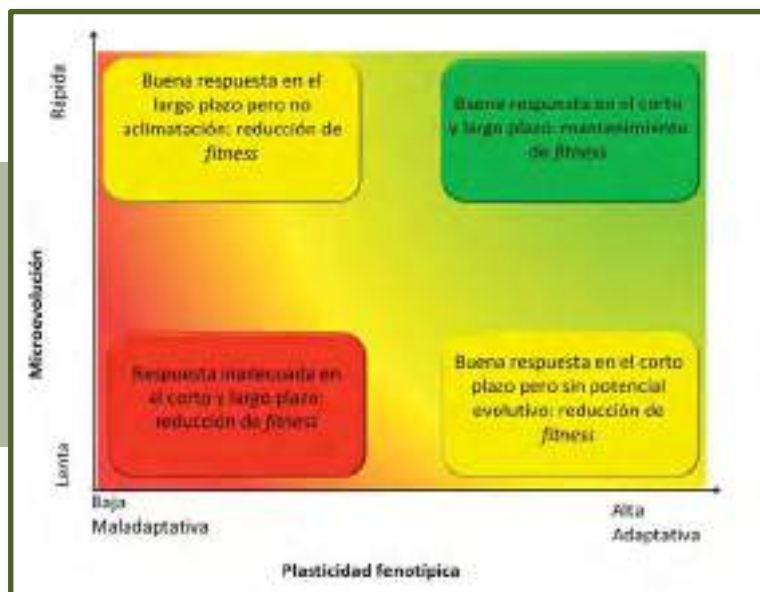 Rápida
Buena respuesta en el
largo plazo pero no
aclimatación: reducción de
fitness
Buena respuesta en el corto
y largo plazo: mantenimiento
de fitness
Microevolución
Respuesta inadecuada en
el corto y largo plazo:
reducción de fitness
Buena respuesta en el corto
plazo pero sin potencial
evolutivo: reducción de
fitness
Lenta
Baja
Maladaptativa
Alta
Adaptativa
Plasticidad fenotípica